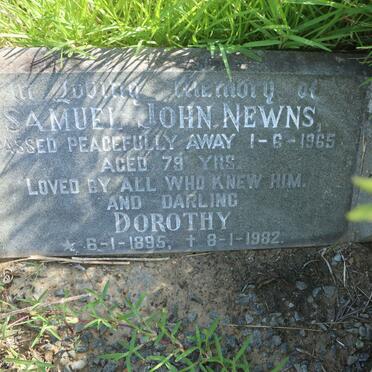 In Loving Memory of
SAMUEL JOHN NEWNS,
PASSED PEACEFULLY AWAY 1-6-1965
AGED 79 YRS.
LOVED BY ALL WHO KNEW HIM.
AND DARLING
DOROTHY
★ 6-1-1895, ✝ 8-1-1982.